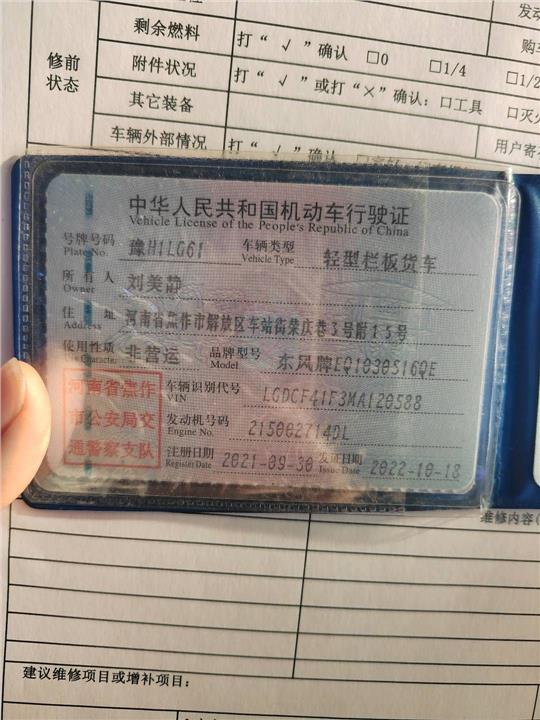 发动
剩余燃料 打“ √ ”确认 □0 □1/4
购车
修前状态
附件状况 打“ √ ”或打“×”确认：□工具 □1/2
其它装备 □灭火
车辆外部情况 打“ √ ”确认
用户寄存
中华人民共和国机动车行驶证
Vehicle License of the People's Republic of China
号牌号码 豫H1LG61 车辆类型 轻型栏板货车
Plate No. Vehicle Type
所有人 刘美静
Owner
住址 河南省焦作市解放区车站街荣庆巷3号附15号
Address
使用性质 非营运 品牌型号 东风牌EQ1030S16QE
Use Character Model
河南省焦作市公安局交通警察支队
车辆识别代号 LGDCF41F3MA120588
VIN
发动机号码 215002714DL
Engine No.
注册日期 2021-09-30 发证日期 2022-10-18
Register Date Issue Date
维修内容(
建议维修项目或增补项目：